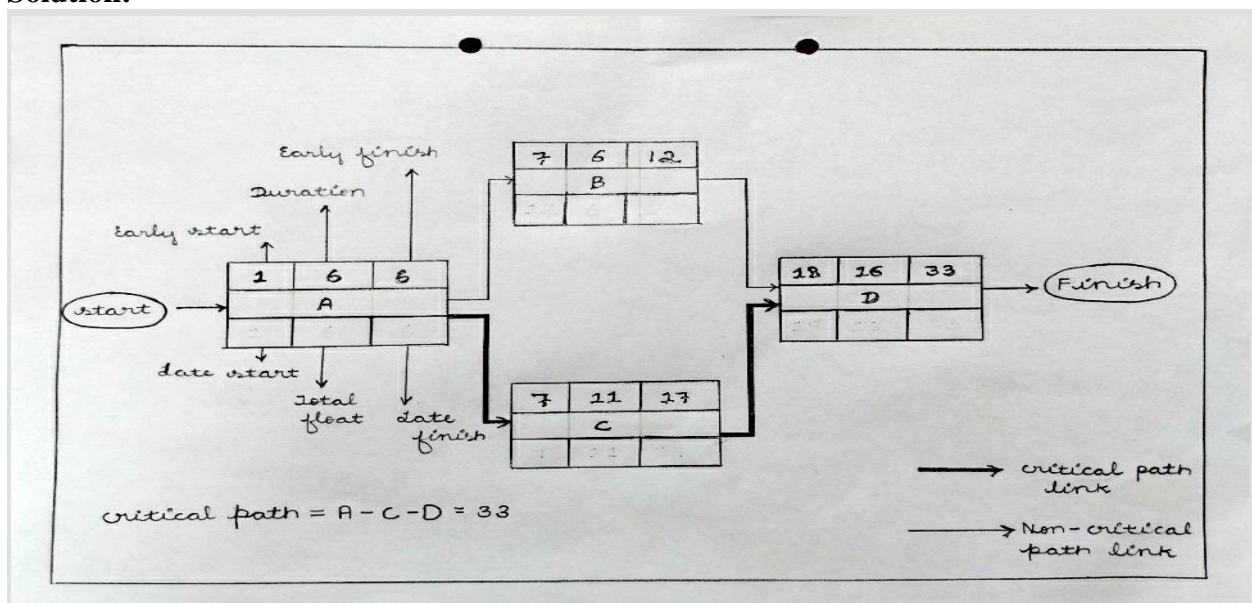 Solution:
Early finish
Duration
Early start
7 6 12
B
1 6 6
A
start
18 16 33
D
Finish
Late start
Total
float
Late
finish
7 11 17
C
critical path = A - C - D = 33
critical path
link
Non-critical
path link